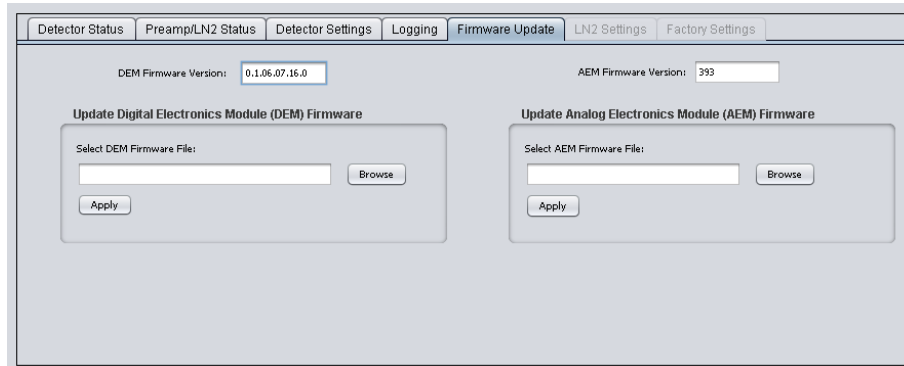 Detector Status Preamp/LN2 Status Detector Settings Logging Firmware Update LN2 Settings Factory Settings
DEM Firmware Version: 0.1.06.07.16.0 AEM Firmware Version: 393
Update Digital Electronics Module (DEM) Firmware Update Analog Electronics Module (AEM) Firmware
Select DEM Firmware File: Select AEM Firmware File:
Browse Browse
Apply Apply